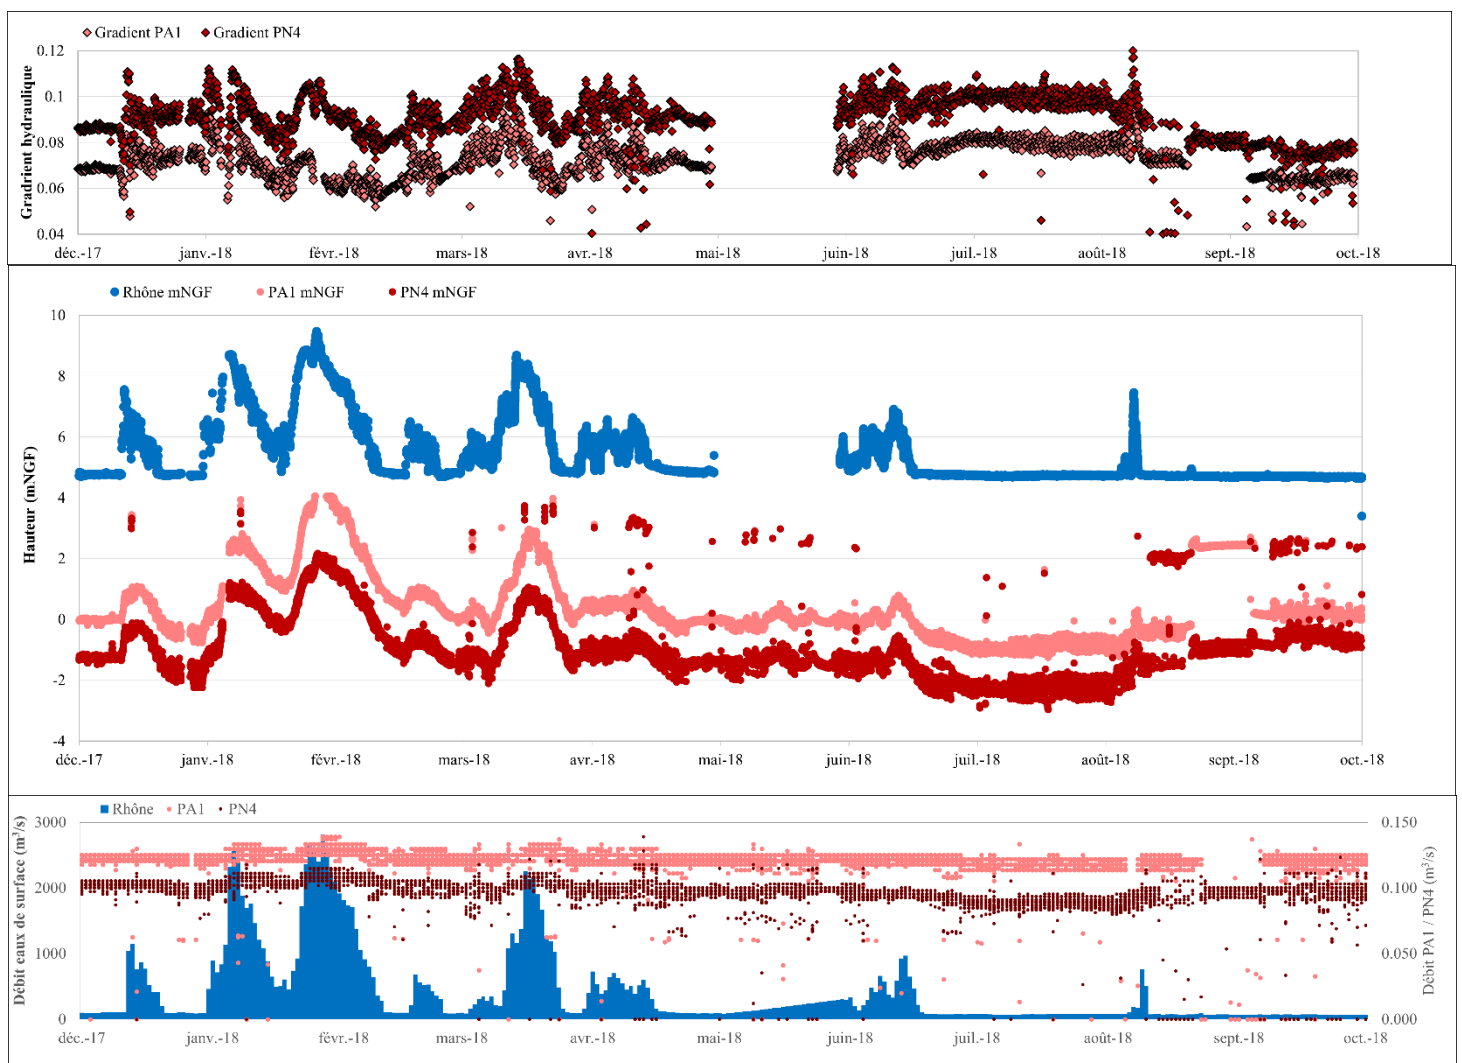 Gradient PA1 Gradient PN4
Gradrient hydraulique
0.12
0.1
0.08
0.06
0.04
déc.-17 janv.-18 févr.-18 mars-18 avr.-18 mai-18 juin-18 juil.-18 août-18 sept.-18 oct.-18
Rhône mNGF PA1 mNGF PN4 mNGF
Hauteur (mNGF)
10
8
6
4
2
0
-2
-4
déc.-17 janv.-18 févr.-18 mars-18 avr.-18 mai-18 juin-18 juil.-18 août-18 sept.-18 oct.-18
Rhône PA1 PN4
Débit eaux de surface (m³/s)
3000 0.150
2000 0.100
1000 0.050
0 0.000
Débit PA1 / PN4 (m³/s)
déc.-17 janv.-18 févr.-18 mars-18 avr.-18 mai-18 juin-18 juil.-18 août-18 sept.-18 oct.-18